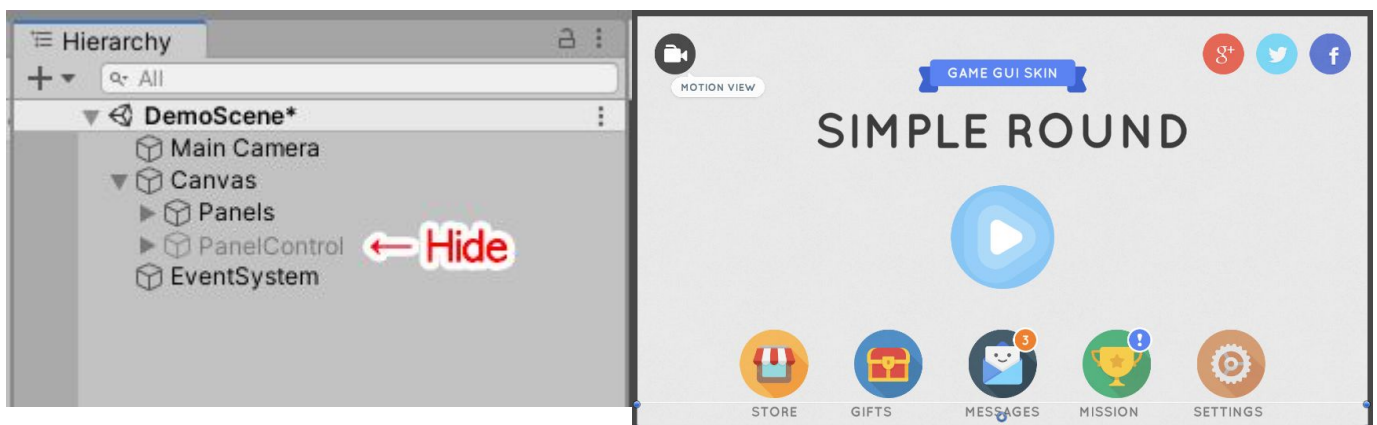 Hierarchy
All
DemoScene*
Main Camera
Canvas
Panels
PanelControl ←Hide
EventSystem
MOTION VIEW
g+
f
GAME GUI SKIN
SIMPLE ROUND
3
!
STORE GIFTS MESSAGES MISSION SETTINGS